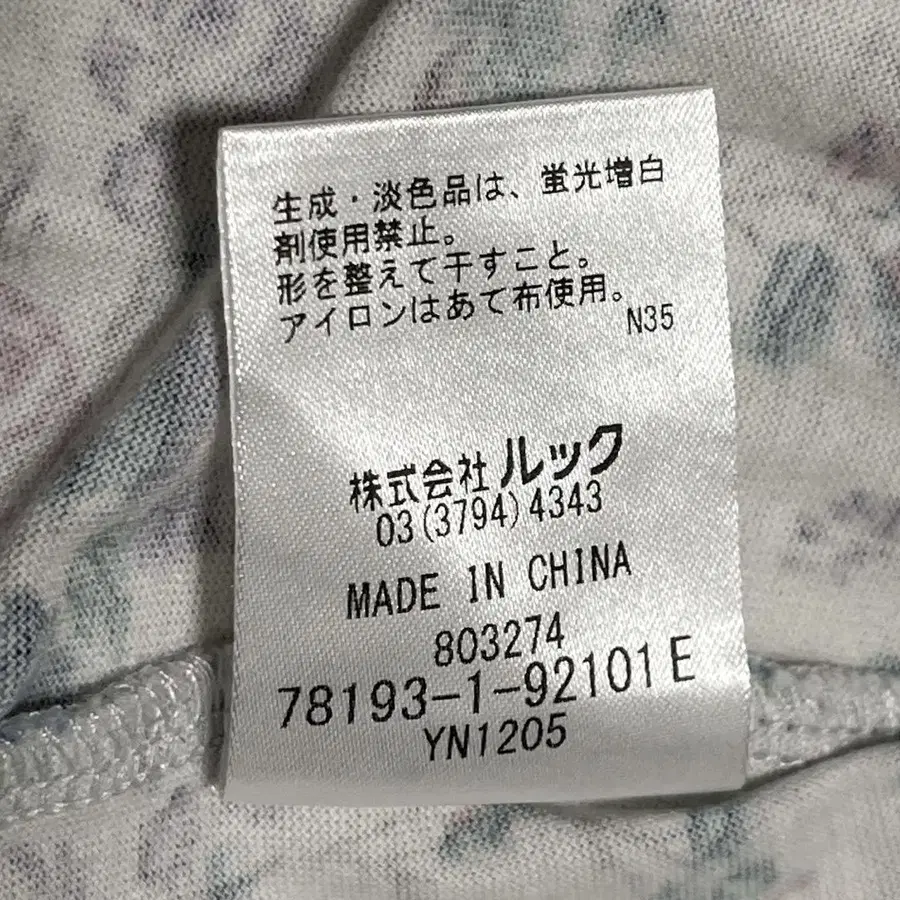 生成・淡色品は、蛍光増白
剤使用禁止。
形を整えて干すこと。
アイロンはあて布使用。
N35
株式会社 ルック
03(3794)4343
MADE IN CHINA
803274
78193-1-92101E
YN1205